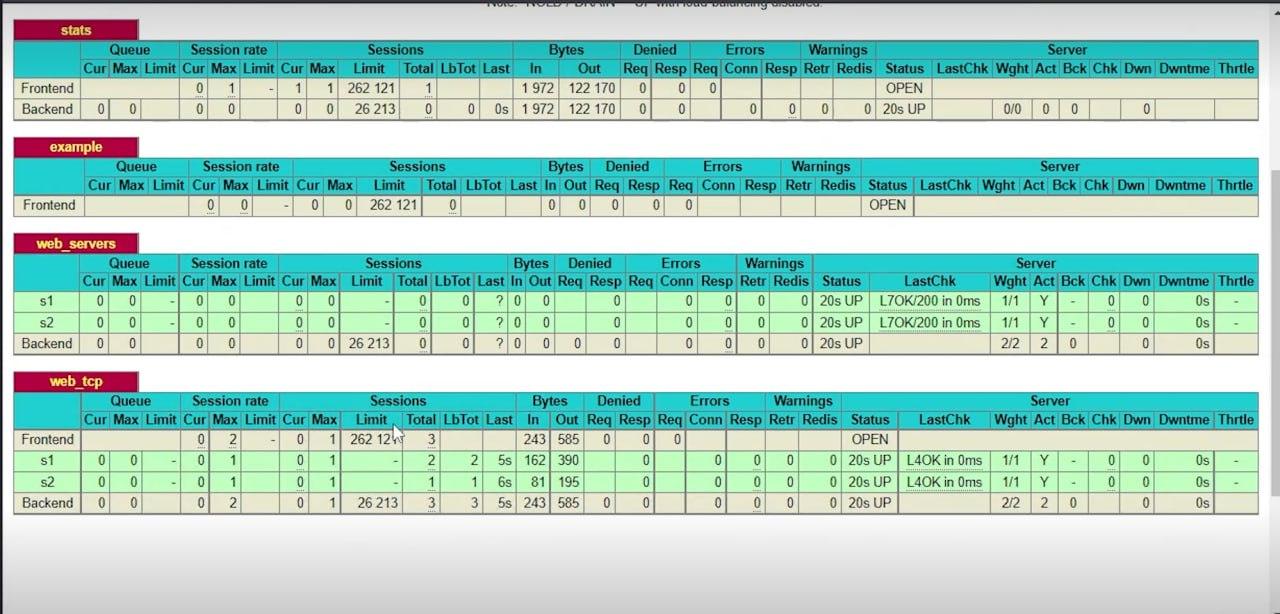 Note: "NOLB"/"DRAIN" = UP with load-balancing disabled.
stats
Queue Session rate Sessions Bytes Denied Errors Warnings Server
Cur Max Limit Cur Max Limit Cur Max Limit Total LbTot Last In Out Req Resp Req Conn Resp Retr Redis Status LastChk Wght Act Bck Chk Dwn Dwntme Thrtle
Frontend 0 1 - 1 1 262 121 1 1 972 122 170 0 0 0 OPEN
Backend 0 0 0 0 0 0 26 213 0 0 0s 1 972 122 170 0 0 0 0 0 0 20s UP 0/0 0 0 0
example
Queue Session rate Sessions Bytes Denied Errors Warnings Server
Cur Max Limit Cur Max Limit Cur Max Limit Total LbTot Last In Out Req Resp Req Conn Resp Retr Redis Status LastChk Wght Act Bck Chk Dwn Dwntme Thrtle
Frontend 0 0 - 0 0 262 121 0 0 0 0 0 0 OPEN
web_servers
Queue Session rate Sessions Bytes Denied Errors Warnings Server
Cur Max Limit Cur Max Limit Cur Max Limit Total LbTot Last In Out Req Resp Req Conn Resp Retr Redis Status LastChk Wght Act Bck Chk Dwn Dwntme Thrtle
s1 0 0 - 0 0 0 0 - 0 0 ? 0 0 0 0 0 0 0 20s UP L7OK/200 in 0ms 1/1 Y - 0 0 0s -
s2 0 0 - 0 0 0 0 - 0 0 ? 0 0 0 0 0 0 0 20s UP L7OK/200 in 0ms 1/1 Y - 0 0 0s -
Backend 0 0 0 0 0 0 26 213 0 0 ? 0 0 0 0 0 0 0 0 20s UP 2/2 2 0 0 0s
web_tcp
Queue Session rate Sessions Bytes Denied Errors Warnings Server
Cur Max Limit Cur Max Limit Cur Max Limit Total LbTot Last In Out Req Resp Req Conn Resp Retr Redis Status LastChk Wght Act Bck Chk Dwn Dwntme Thrtle
Frontend 0 2 - 0 1 262 121 3 243 585 0 0 0 OPEN
s1 0 0 - 0 1 0 1 - 2 2 5s 162 390 0 0 0 0 0 20s UP L4OK in 0ms 1/1 Y - 0 0 0s -
s2 0 0 - 0 1 0 1 - 1 1 6s 81 195 0 0 0 0 0 20s UP L4OK in 0ms 1/1 Y - 0 0 0s -
Backend 0 0 0 2 0 1 26 213 3 3 5s 243 585 0 0 0 0 0 0 20s UP 2/2 2 0 0 0s